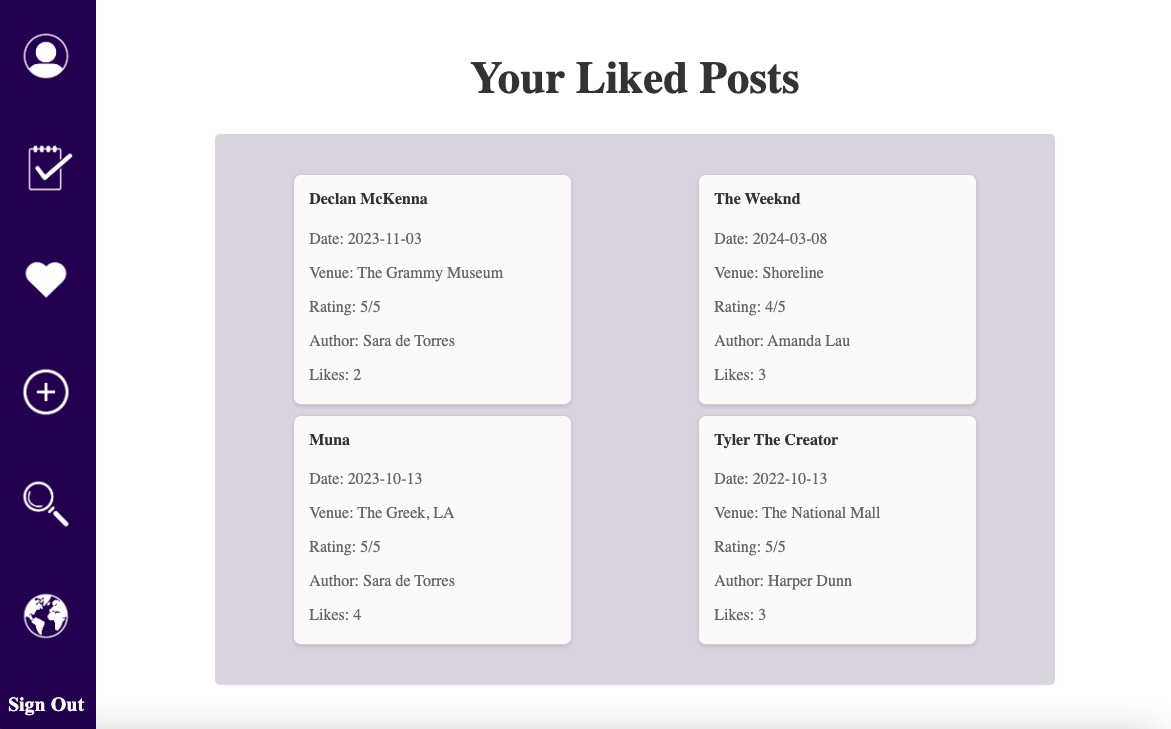 Your Liked Posts
Declan McKenna
Date: 2023-11-03
Venue: The Grammy Museum
Rating: 5/5
Author: Sara de Torres
Likes: 2
The Weeknd
Date: 2024-03-08
Venue: Shoreline
Rating: 4/5
Author: Amanda Lau
Likes: 3
Muna
Date: 2023-10-13
Venue: The Greek, LA
Rating: 5/5
Author: Sara de Torres
Likes: 4
Tyler The Creator
Date: 2022-10-13
Venue: The National Mall
Rating: 5/5
Author: Harper Dunn
Likes: 3
Sign Out